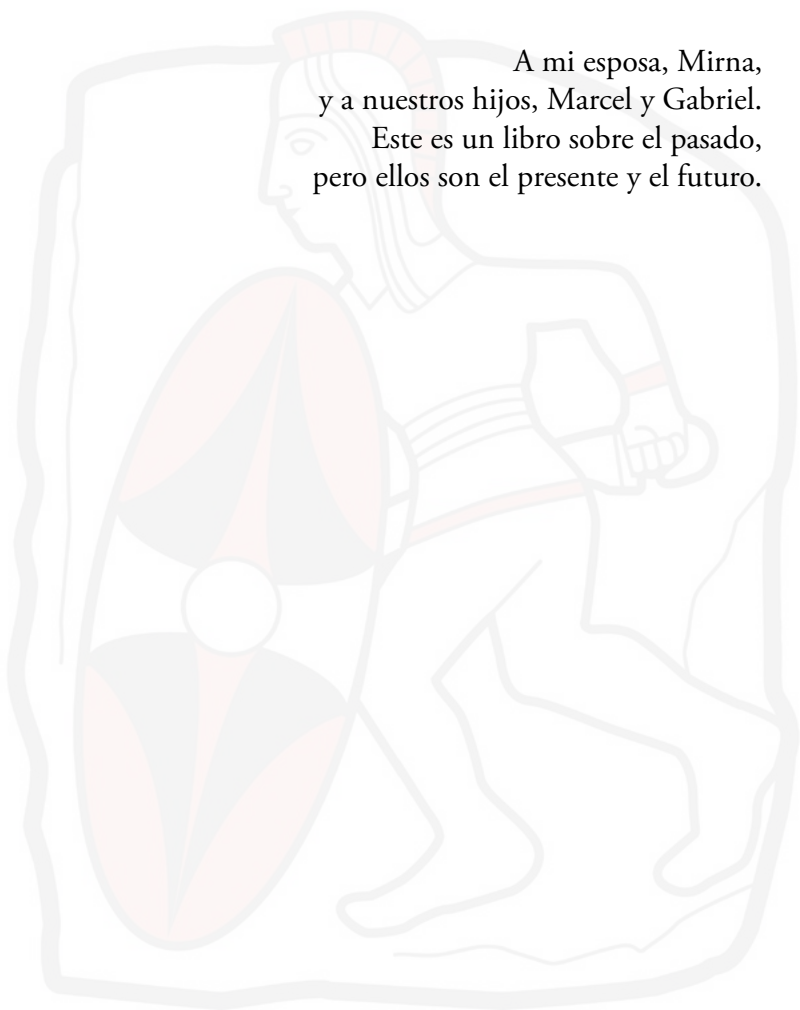 A mi esposa, Mirna,
y a nuestros hijos, Marcel y Gabriel.
Este es un libro sobre el pasado,
pero ellos son el presente y el futuro.